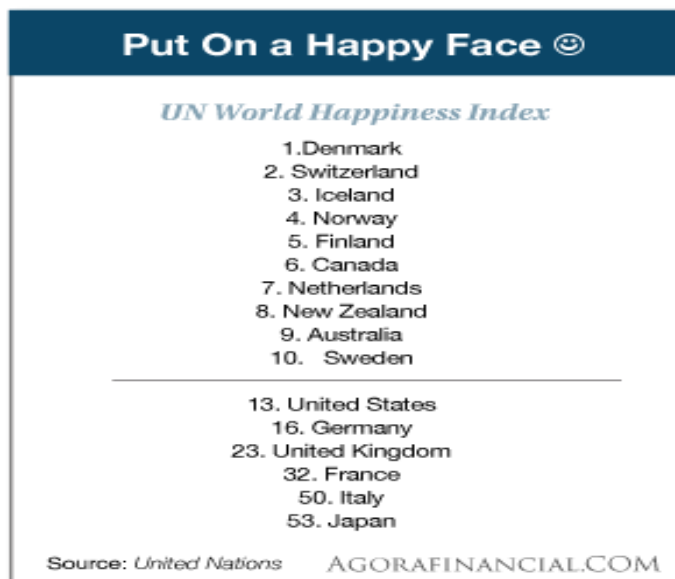 Put On a Happy Face ☺
UN World Happiness Index
1.Denmark
2. Switzerland
3. Iceland
4. Norway
5. Finland
6. Canada
7. Netherlands
8. New Zealand
9. Australia
10. Sweden
13. United States
16. Germany
23. United Kingdom
32. France
50. Italy
53. Japan
Source: United Nations AGORAFINANCIAL.COM